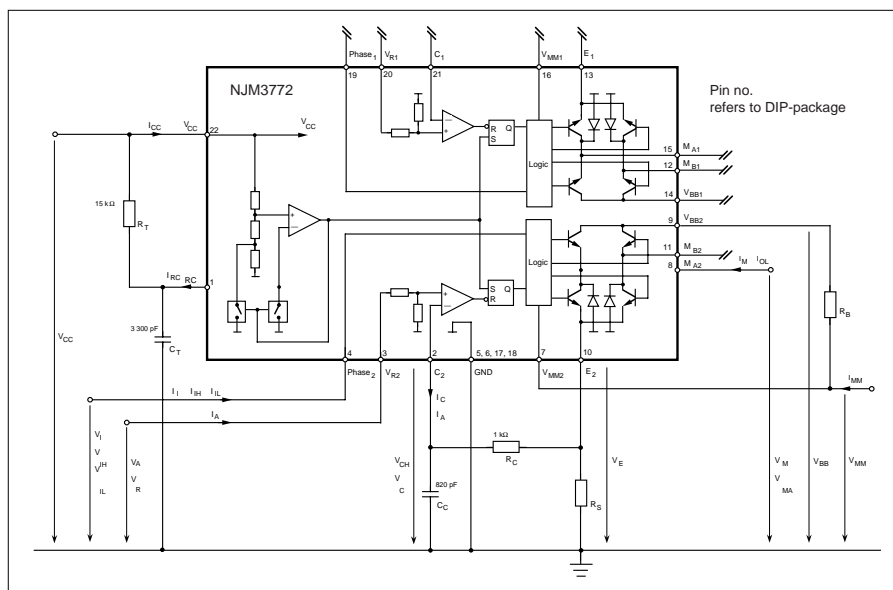 Phase1 VR1 C1 VMM1 E1
19 20 21 16 13
NJM3772
Pin no.
refers to DIP-package
ICC VCC 22 VCC
R Q
S
Logic
15 MA1
12 MB1
14 VBB1
15 kΩ
RT
+
–
9 VBB2
11 MB2
8 MA2
IM IOL
Logic
S Q
R
IRC RC 1
RB
3 300 pF
CT
VCC
4 3 2 5, 6, 17, 18 7 10
Phase2 VR2 C2 GND VMM2 E2
II IIH IIL
IA
IC
IA
IMM
1 kΩ
RC
VI
V
IH
V
IL
VA
V
R
VCH
V
C
820 pF
CC
RS
VE
VM
V
MA
VBB
VMM